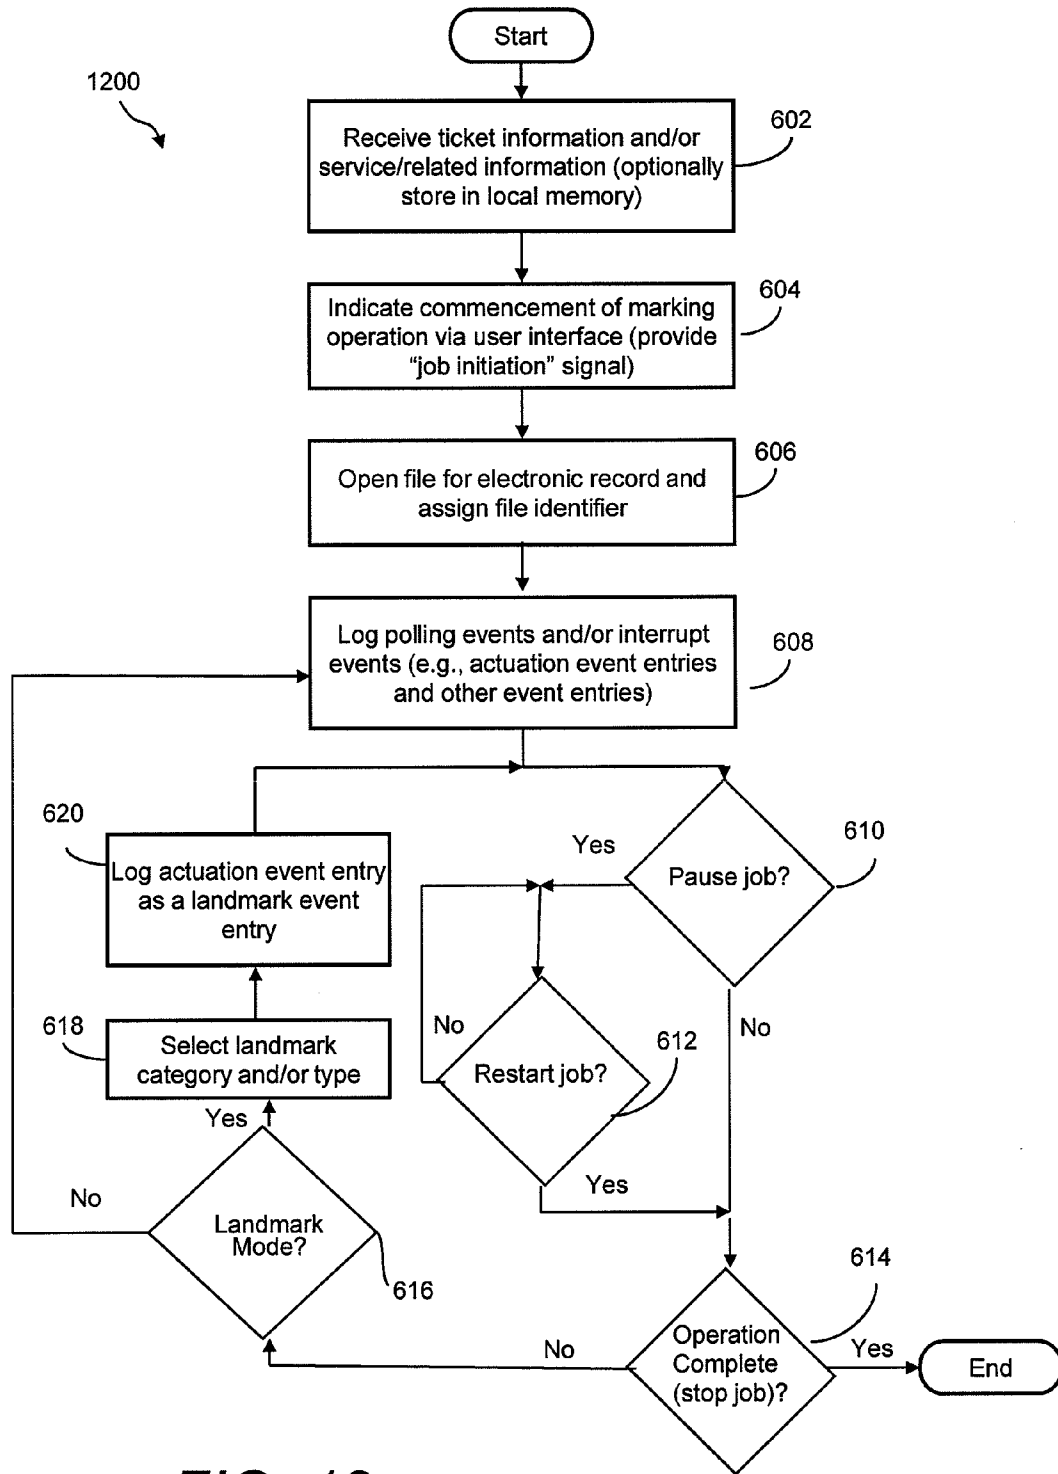 Start
1200
Receive ticket information and/or
service/related information (optionally
store in local memory)
602
Indicate commencement of marking
operation via user interface (provide
“job initiation” signal)
604
Open file for electronic record and
assign file identifier
606
Log polling events and/or interrupt
events (e.g., actuation event entries
and other event entries)
608
620
Log actuation event entry
as a landmark event
entry
Yes
Pause job?
610
618
Select landmark
category and/or type
No
Restart job?
612
No
Yes
Yes
No
Landmark
Mode?
616
614
Operation
Complete
(stop job)?
No
Yes
End